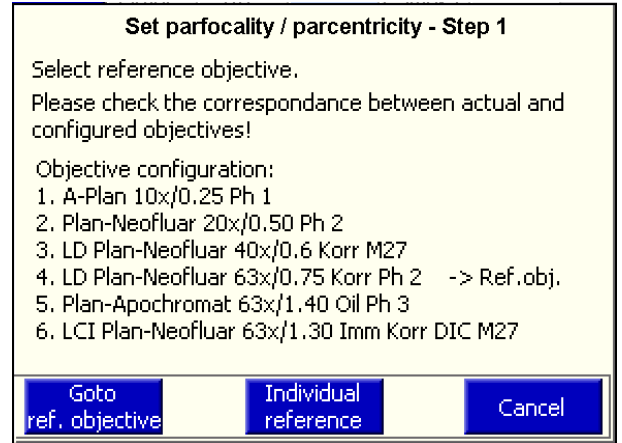 Set parfocality / parcentricity - Step 1
Select reference objective.
Please check the correspondance between actual and
configured objectives!
Objective configuration:
1. A-Plan 10x/0.25 Ph 1
2. Plan-Neofluar 20x/0.50 Ph 2
3. LD Plan-Neofluar 40x/0.6 Korr M27
4. LD Plan-Neofluar 63x/0.75 Korr Ph 2 -> Ref.obj.
5. Plan-Apochromat 63x/1.40 Oil Ph 3
6. LCI Plan-Neofluar 63x/1.30 Imm Korr DIC M27
Goto
ref. objective
Individual
reference
Cancel